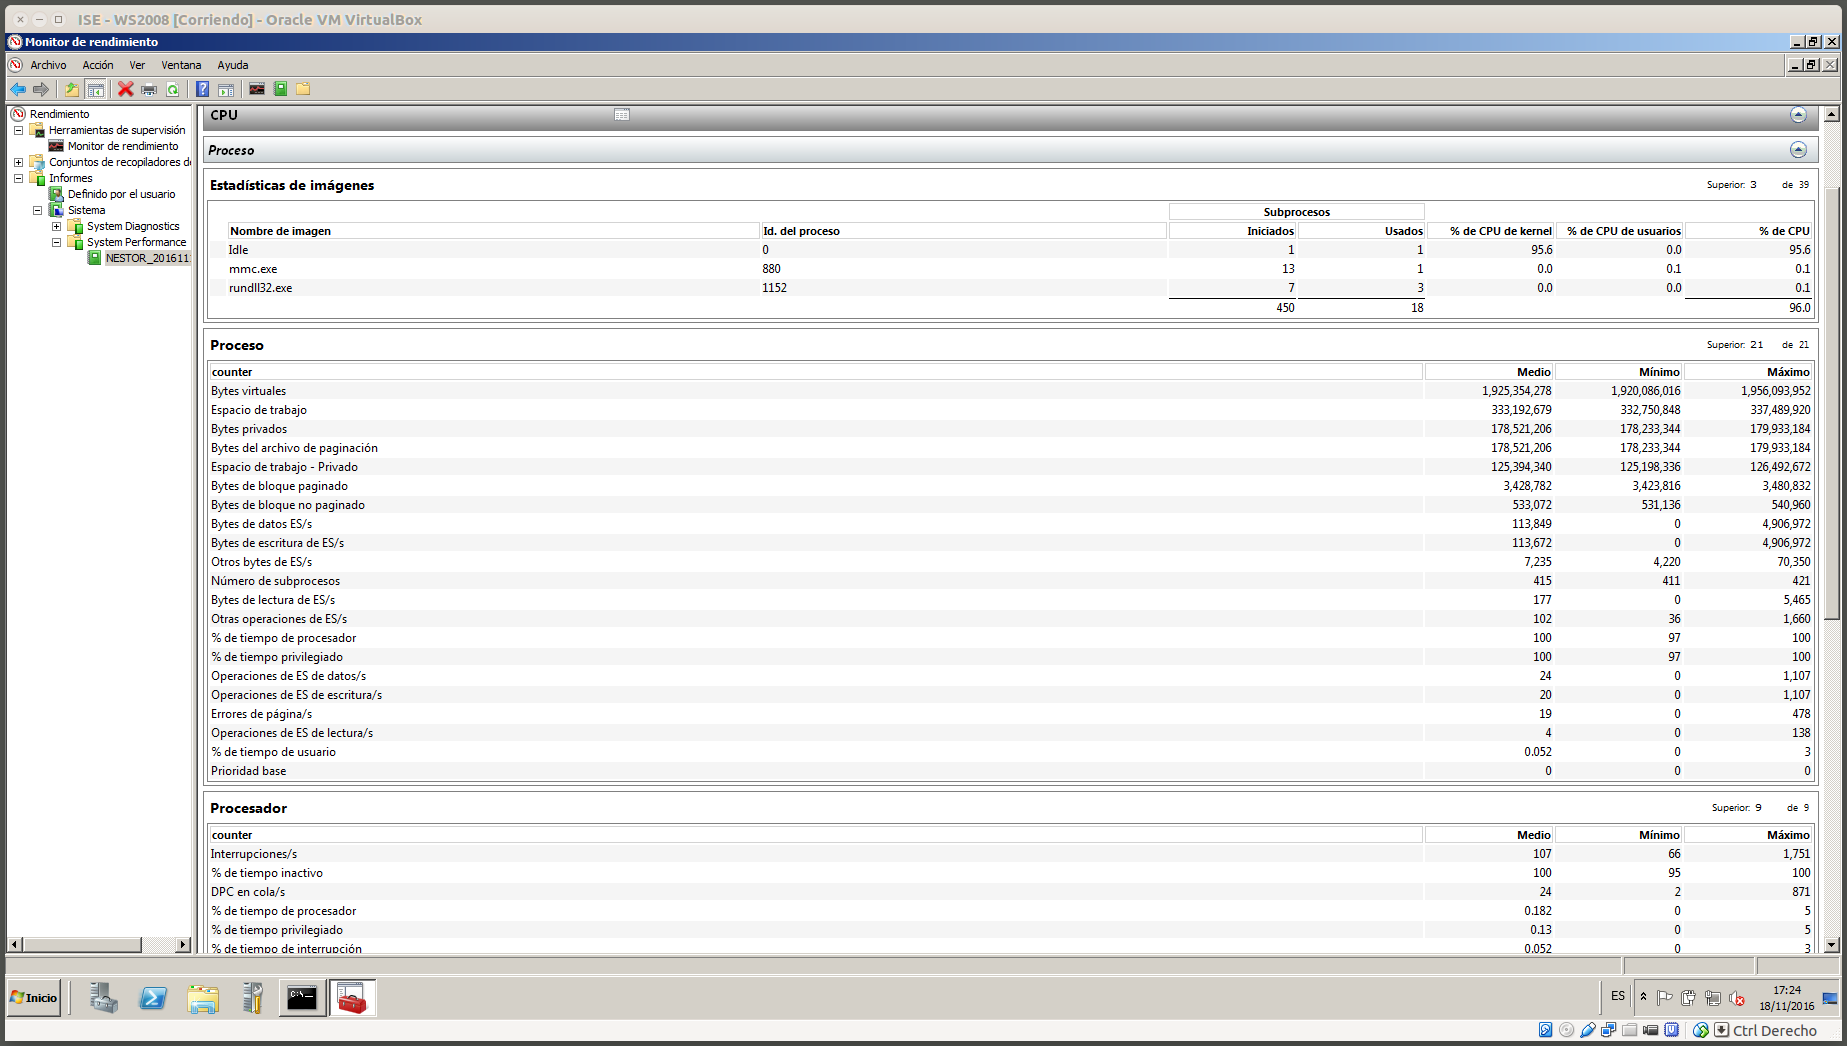 ISE - WS2008 [Corriendo] - Oracle VM VirtualBox
Monitor de rendimiento
Archivo Acción Ver Ventana Ayuda
Rendimiento
Herramientas de supervisión
Monitor de rendimiento
Conjuntos de recopiladores de
Informes
Definido por el usuario
Sistema
System Diagnostics
System Performance
NESTOR_201611
CPU
Proceso
Estadísticas de imágenes Superior: 3 de 39
Subprocesos
Nombre de imagen Id. del proceso Iniciados Usados % de CPU de kernel % de CPU de usuarios % de CPU
Idle 0 1 1 95.6 0.0 95.6
mmc.exe 880 13 1 0.0 0.1 0.1
rundll32.exe 1152 7 3 0.0 0.0 0.1
450 18 96.0
Proceso Superior: 21 de 21
counter Medio Mínimo Máximo
Bytes virtuales 1,925,354,278 1,920,086,016 1,956,093,952
Espacio de trabajo 333,192,679 332,750,848 337,489,920
Bytes privados 178,521,206 178,233,344 179,933,184
Bytes del archivo de paginación 178,521,206 178,233,344 179,933,184
Espacio de trabajo - Privado 125,394,340 125,198,336 126,492,672
Bytes de bloque paginado 3,428,782 3,423,816 3,480,832
Bytes de bloque no paginado 533,072 531,136 540,960
Bytes de datos ES/s 113,849 0 4,906,972
Bytes de escritura de ES/s 113,672 0 4,906,972
Otros bytes de ES/s 7,235 4,220 70,350
Número de subprocesos 415 411 421
Bytes de lectura de ES/s 177 0 5,465
Otras operaciones de ES/s 102 36 1,660
% de tiempo de procesador 100 97 100
% de tiempo privilegiado 100 97 100
Operaciones de ES de datos/s 24 0 1,107
Operaciones de ES de escritura/s 20 0 1,107
Errores de página/s 19 0 478
Operaciones de ES de lectura/s 4 0 138
% de tiempo de usuario 0.052 0 3
Prioridad base 0 0 0
Procesador Superior: 9 de 9
counter Medio Mínimo Máximo
Interrupciones/s 107 66 1,751
% de tiempo inactivo 100 95 100
DPC en cola/s 24 2 871
% de tiempo de procesador 0.182 0 5
% de tiempo privilegiado 0.13 0 5
% de tiempo de interrupción 0.052 0 3
Inicio
C:\_
ES
17:24
18/11/2016
Ctrl Derecho